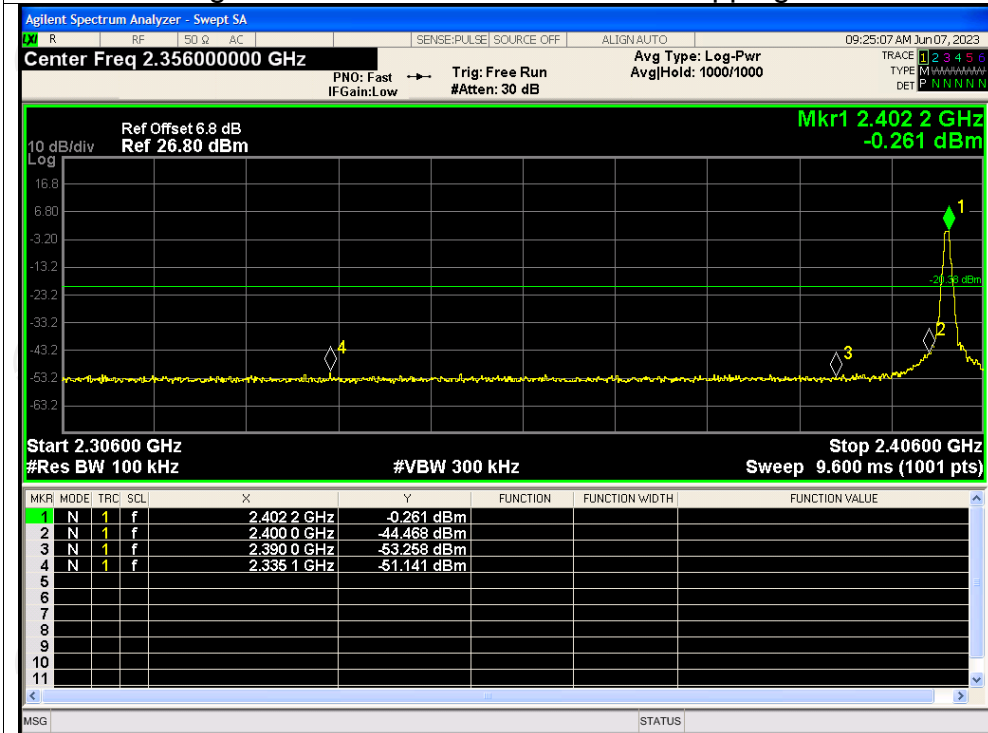 Agilent Spectrum Analyzer - Swept SA
LXI R RF 50 Ω AC SENSE:PULSE SOURCE OFF ALIGN AUTO 09:25:07 AM Jun 07, 2023
Center Freq 2.356000000 GHz
PNO: Fast Trig: Free Run Avg Type: Log-Pwr TRACE 1 2 3 4 5 6
IFGain:Low #Atten: 30 dB Avg|Hold: 1000/1000 TYPE M
DET P N N N N N
Mkr1 2.402 2 GHz
-0.261 dBm
Ref Offset 6.8 dB
10 dB/div Ref 26.80 dBm
Log
16.8
6.80
-3.20
-13.2
-23.2
-33.2
-43.2
-53.2
-63.2
1
-20.36 dBm
2
3
4
Start 2.30600 GHz Stop 2.40600 GHz
#Res BW 100 kHz #VBW 300 kHz Sweep 9.600 ms (1001 pts)
MKR MODE TRC SCL X Y FUNCTION FUNCTION WIDTH FUNCTION VALUE
1 N 1 f 2.402 2 GHz -0.261 dBm
2 N 1 f 2.400 0 GHz -44.468 dBm
3 N 1 f 2.390 0 GHz -53.258 dBm
4 N 1 f 2.335 1 GHz -51.141 dBm
5
6
7
8
9
10
11
MSG STATUS